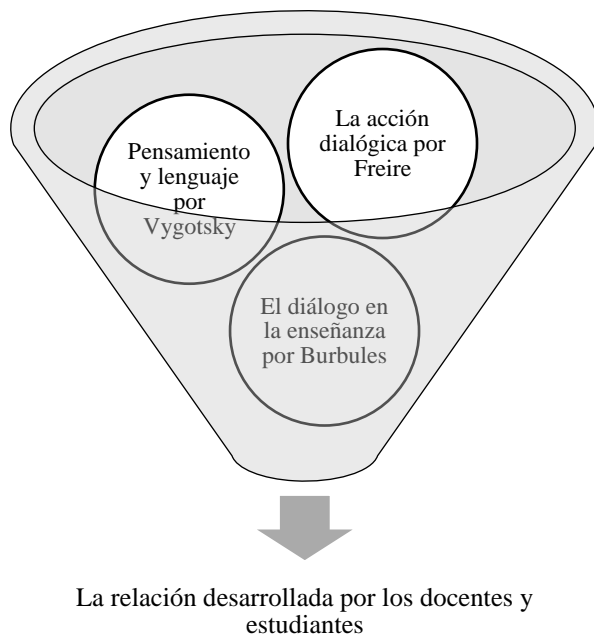 Pensamiento
y lenguaje
por
Vygotsky
La acción
dialógica por
Freire
El diálogo en
la enseñanza
por Burbules
La relación desarrollada por los docentes y
estudiantes